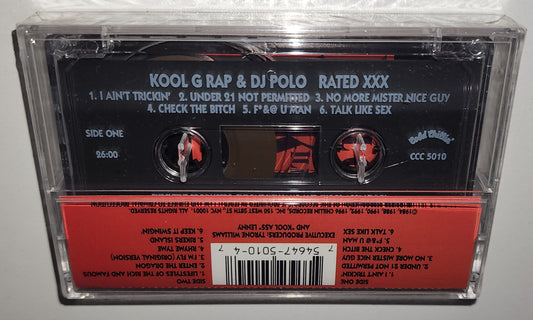 KOOL G RAP & DJ POLO RATED XXX
1. I AIN'T TRICKIN' 2. UNDER 21 NOT PERMITTED 3. NO MORE MISTER NICE GUY
4. CHECK THE BITCH 5. F*&@ U MAN 6. TALK LIKE SEX
SIDE ONE
26:00
Cold Chillin'
CCC 5010
SIDE ONE
1. I AIN'T TRICKIN'
2. UNDER 21 NOT PERMITTED
3. NO MORE MISTER NICE GUY
4. CHECK THE BITCH
5. F*&@ U MAN
6. TALK LIKE SEX
SIDE TWO
1. LIFESTYLES OF THE RICH AND FAMOUS
2. ENTER THE DRAGON
3. I'M FLY (ORIGINAL VERSION)
4. RHYME TYME
5. RIKERS ISLAND
6. KEEP IT SWINGIN'
7 54647-5010-4 7
EXECUTIVE PRODUCERS: TYRONE WILLIAMS
AND "KOOL ASS" LENNY